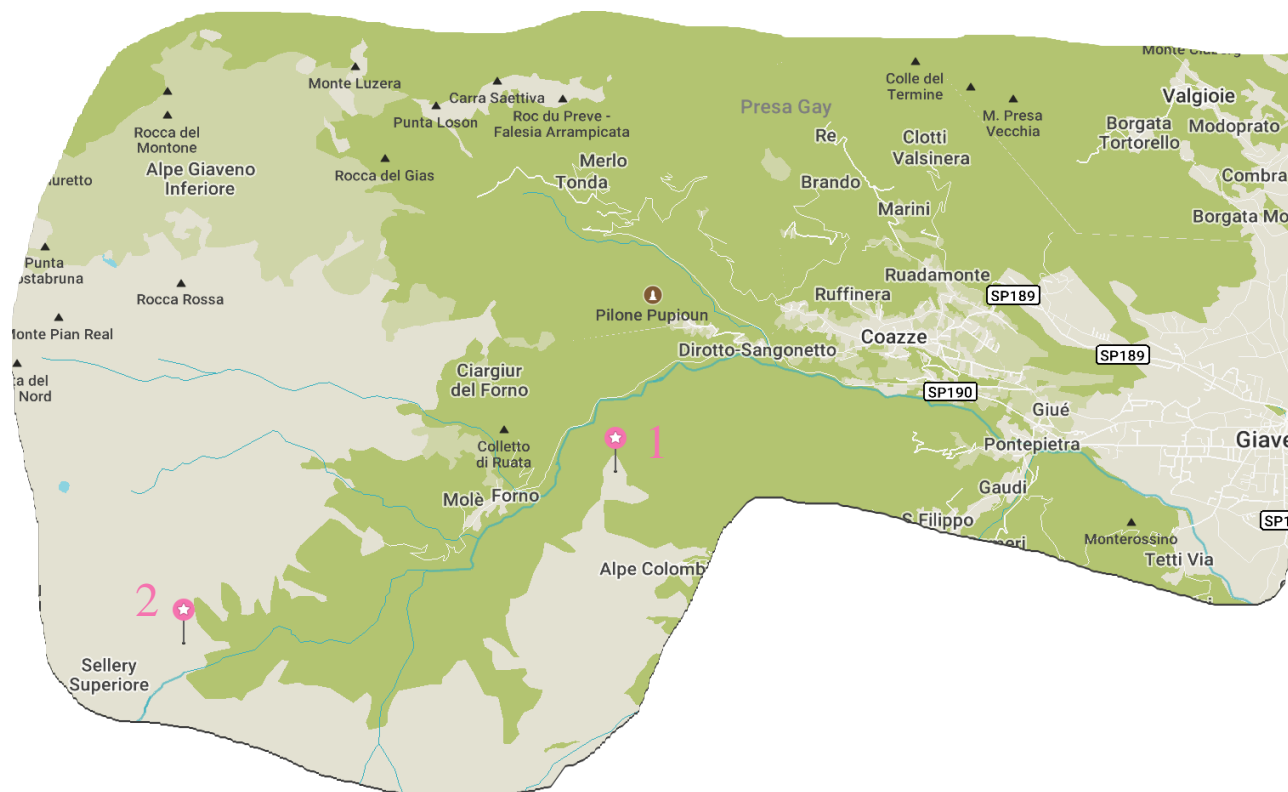 Monte Luzera
Carra Saettiva
Punta Loson
Roc du Preve -
Falesia Arrampicata
Presa Gay
Colle del
Termine
M. Presa
Vecchia
Valgioie
Borgata
Tortorello
Modoprato
Rocca del
Montone
Alpe Giaveno
Inferiore
Rocca del Gias
Merlo
Tonda
Re
Clotti
Valsinera
Brando
Marini
Combra
Borgata Mo
Punta
Rocca Rossa
Monte Pian Real
del
Nord
Pilone Pupioun
Ruadamonte
Ruffinera
SP189
Coazze
SP189
Dirotto-Sangonetto
Ciargiur
del Forno
SP190
Giué
Pontepietra
Giave
Colletto
di Ruata
1
Molè
Forno
Gaudi
S Filippo
Monterossino
SP1
Tetti Via
Alpe Colomb
2
Sellery
Superiore